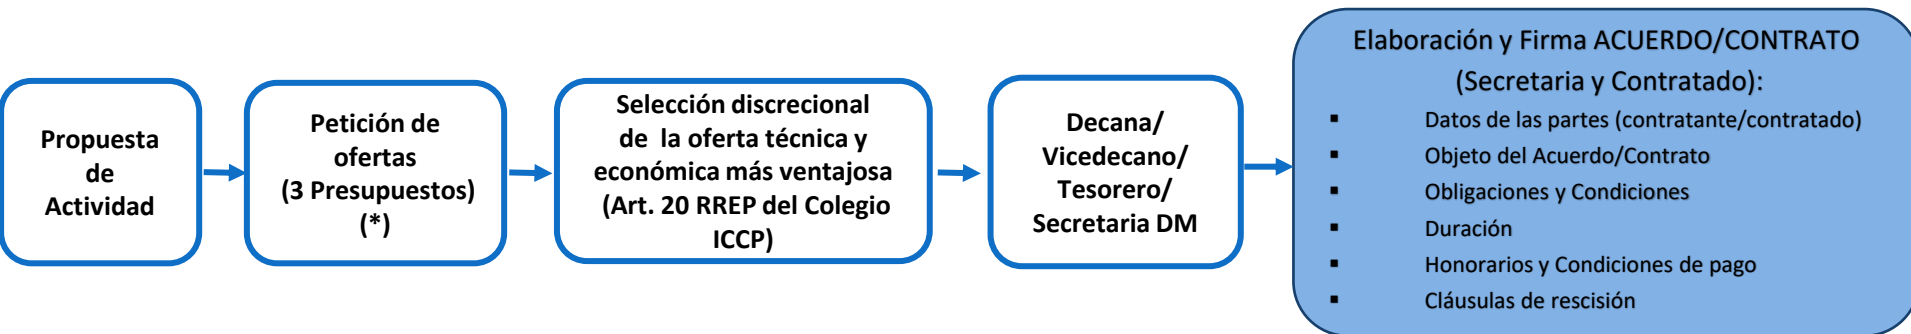 Propuesta
de
Actividad
Petición de
ofertas
(3 Presupuestos)
(*)
Selección discrecional
de la oferta técnica y
económica más ventajosa
(Art. 20 RREP del Colegio
ICCP)
Decana/
Vicedecano/
Tesorero/
Secretaria DM
Elaboración y Firma ACUERDO/CONTRATO
(Secretaria y Contratado):
▪ Datos de las partes (contratante/contratado)
▪ Objeto del Acuerdo/Contrato
▪ Obligaciones y Condiciones
▪ Duración
▪ Honorarios y Condiciones de pago
▪ Cláusulas de rescisión